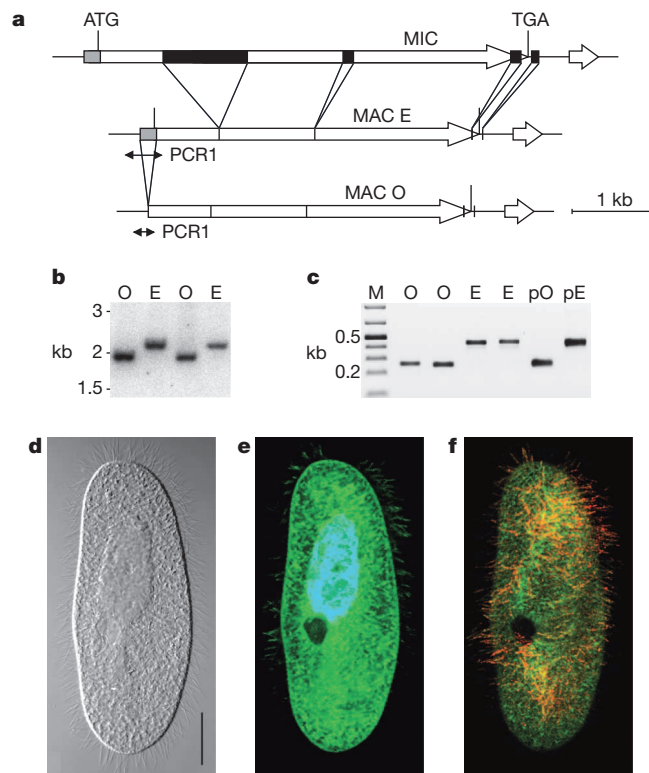 a
ATG
TGA
MIC
MAC E
PCR1
MAC O
PCR1
1 kb
b
O E O E
3
kb
2
1.5
c
M O O E E pO pE
0.5
kb
0.2
d
e
f